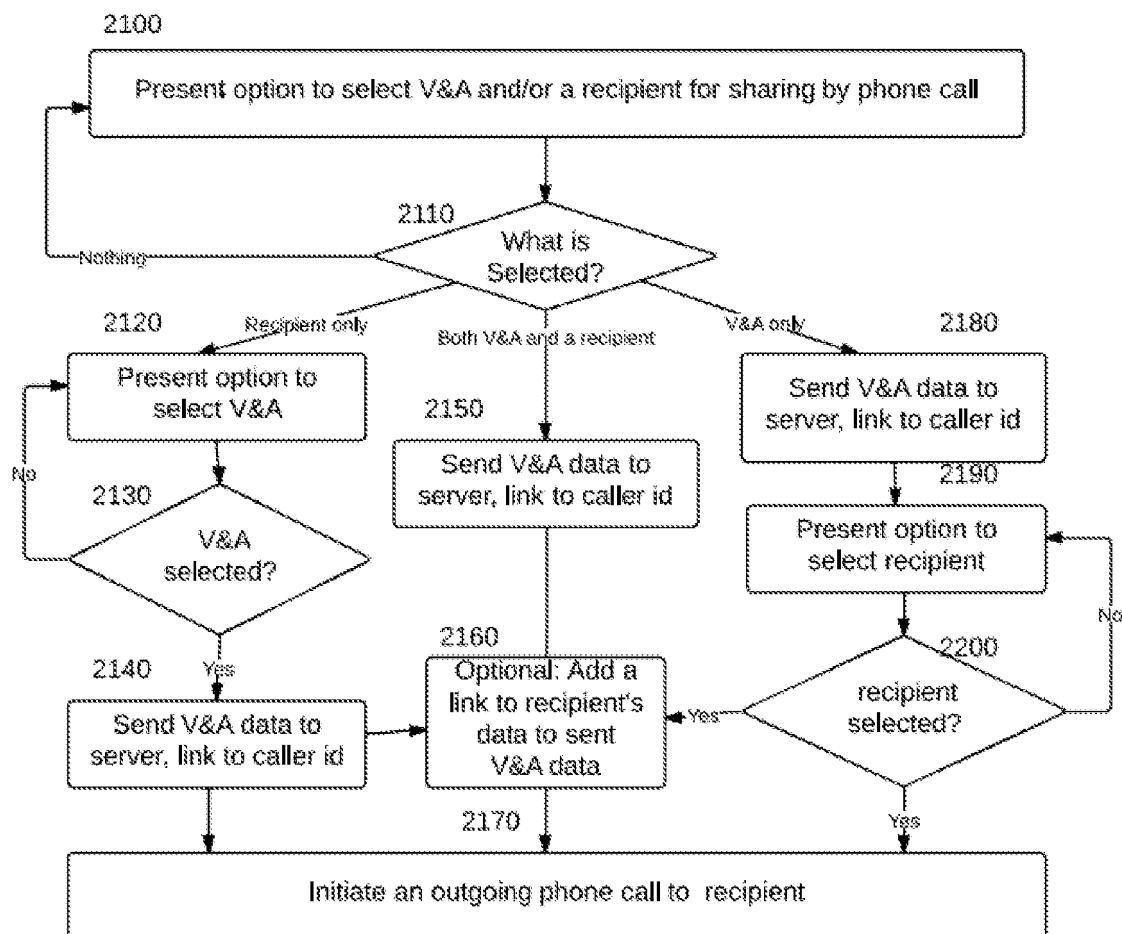 2100
Present option to select V&A and/or a recipient for sharing by phone call
2110
What is
Selected?
Nothing
Recipient only
Both V&A and a recipient
V&A only
2120
Present option to
select V&A
2180
Send V&A data to
server, link to caller id
2150
Send V&A data to
server, link to caller id
No
2130
V&A
selected?
2190
Present option to
select recipient
No
2200
recipient
selected?
Yes
Yes
2140
Yes
Send V&A data to
server, link to caller id
2160
Optional: Add a
link to recipient's
data to sent
V&A data
2170
Initiate an outgoing phone call to recipient